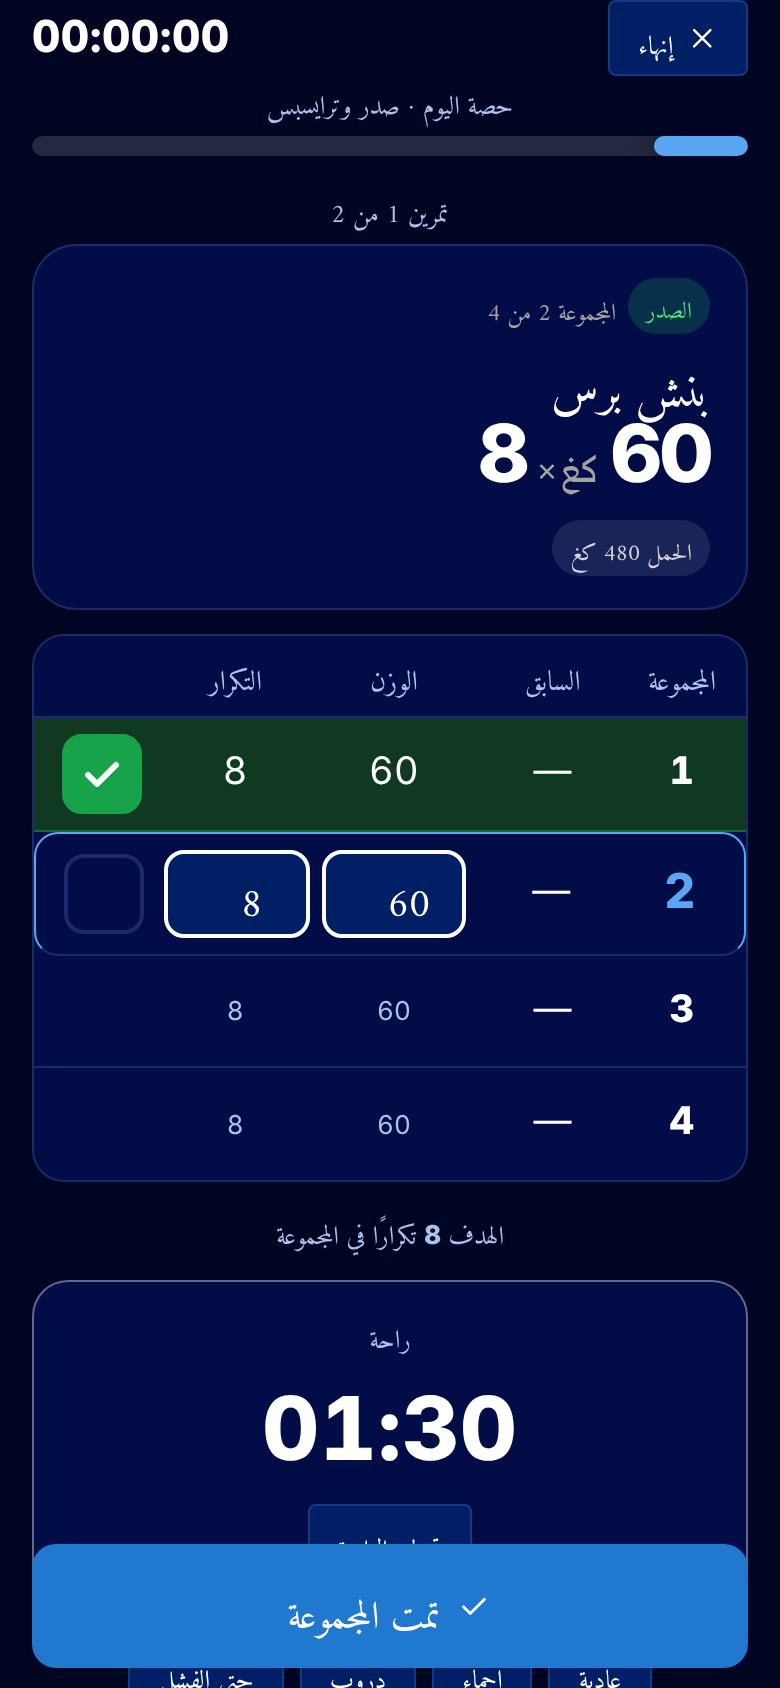 إنهاء 00:00:00
حصة اليوم · صدر وترايسبس
تمرين 1 من 2
الصدر المجموعة 2 من 4
بنش برس
60 كغ × 8
الحمل 480 كغ
المجموعة السابق الوزن التكرار
1 — 60 8
2 — 60 8
3 — 60 8
4 — 60 8
الهدف 8 تكرارًا في المجموعة
راحة
01:30
تمت المجموعة
عادية إحماء دروب حتى الفشل